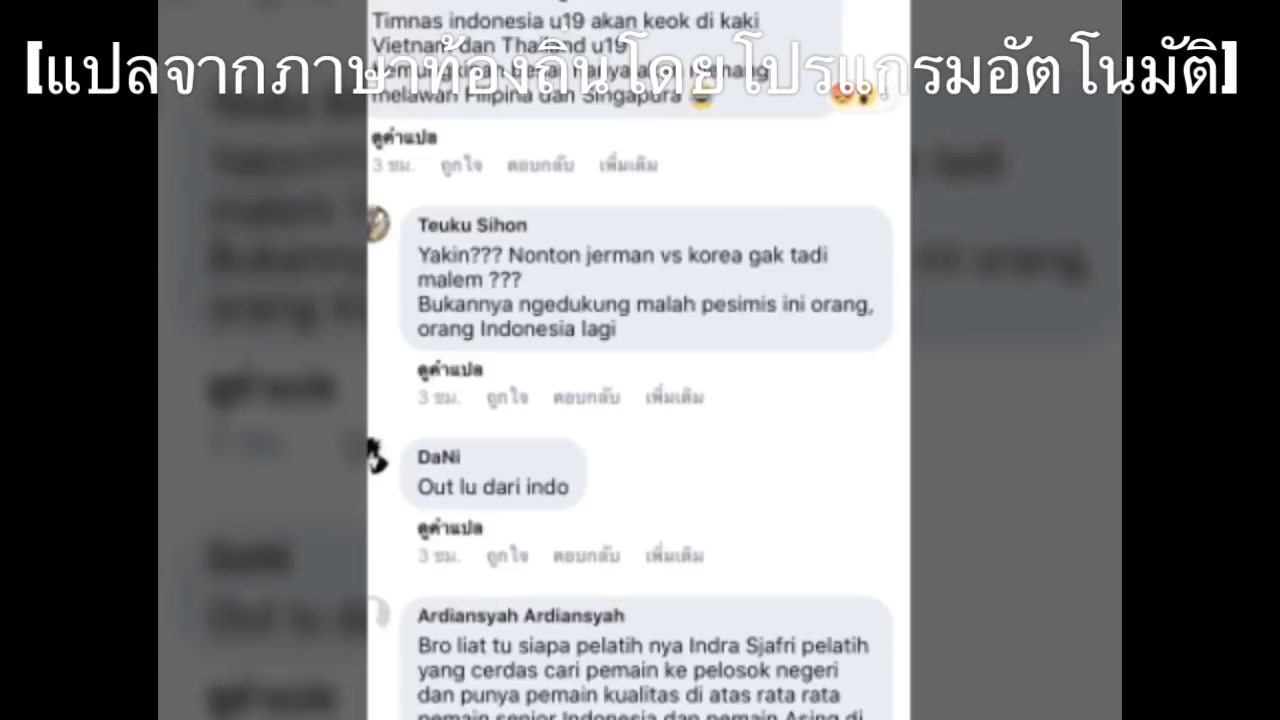 Timnas indonesia u19 akan keok di kaki
Vietnam dan Thailand u19
[แปลจากภาษาท้องถิ่นโดยโปรแกรมอัตโนมัติ]
melawan Filipina dan Singapura
ดูคำแปล
3 ชม. ถูกใจ ตอบกลับ เพิ่มเติม
Teuku Sihon
Yakin??? Nonton jerman vs korea gak tadi
malem ???
Bukannya ngedukung malah pesimis ini orang,
orang Indonesia lagi
ดูคำแปล
3 ชม. ถูกใจ ตอบกลับ เพิ่มเติม
DaNi
Out lu dari indo
ดูคำแปล
3 ชม. ถูกใจ ตอบกลับ เพิ่มเติม
Ardiansyah Ardiansyah
Bro liat tu siapa pelatih nya Indra Sjafri pelatih
yang cerdas cari pemain ke pelosok negeri
dan punya pemain kualitas di atas rata rata
pemain senior Indonesia dan pemain Asing di